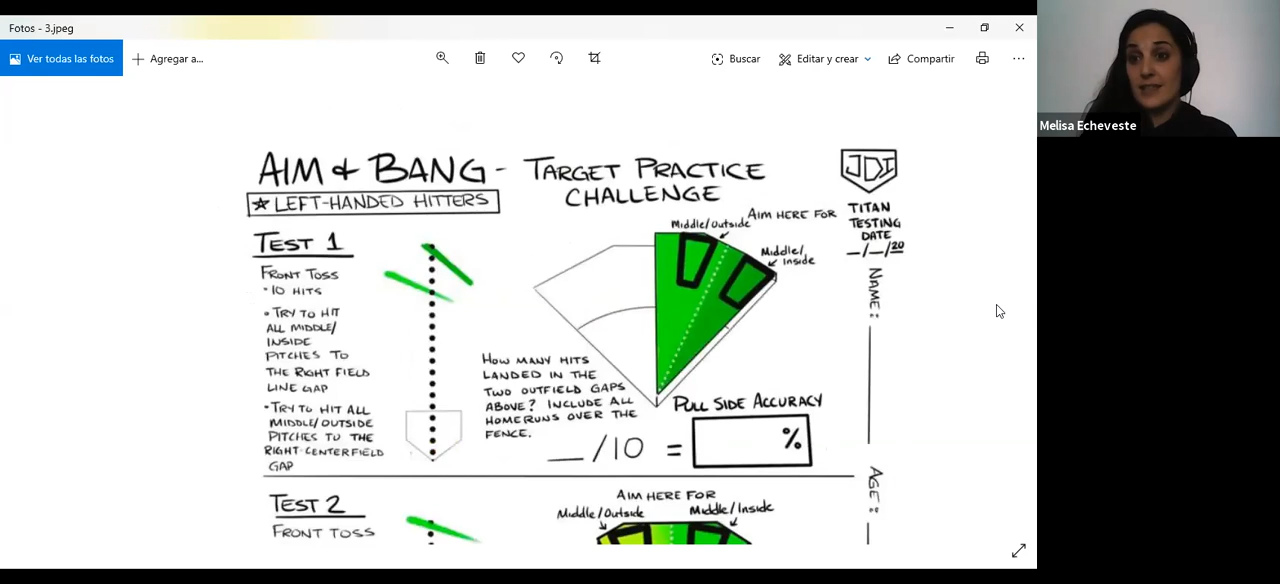 Fotos - 3.jpeg
Ver todas las fotos
Agregar a...
Buscar
Editar y crear
Compartir
Melisa Echeveste
AIM & BANG - TARGET PRACTICE CHALLENGE
★ LEFT-HANDED HITTERS
JDI
TITAN
TESTING
DATE
_/_/20
NAME:
AGE:
TEST 1
FRONT TOSS
• 10 HITS
• TRY TO HIT
ALL MIDDLE/
INSIDE
PITCHES TO
THE RIGHT FIELD
LINE GAP
• TRY TO HIT ALL
MIDDLE/OUTSIDE
PITCHES TO THE
RIGHT-CENTERFIELD
GAP
AIM HERE FOR
Middle/Outside
Middle/
Inside
HOW MANY HITS
LANDED IN THE
TWO OUTFIELD GAPS
ABOVE? INCLUDE ALL
HOMERUNS OVER THE
FENCE.
PULL SIDE ACCURACY
__/10 = %
TEST 2
FRONT TOSS
AIM HERE FOR
Middle/Outside
Middle/Inside